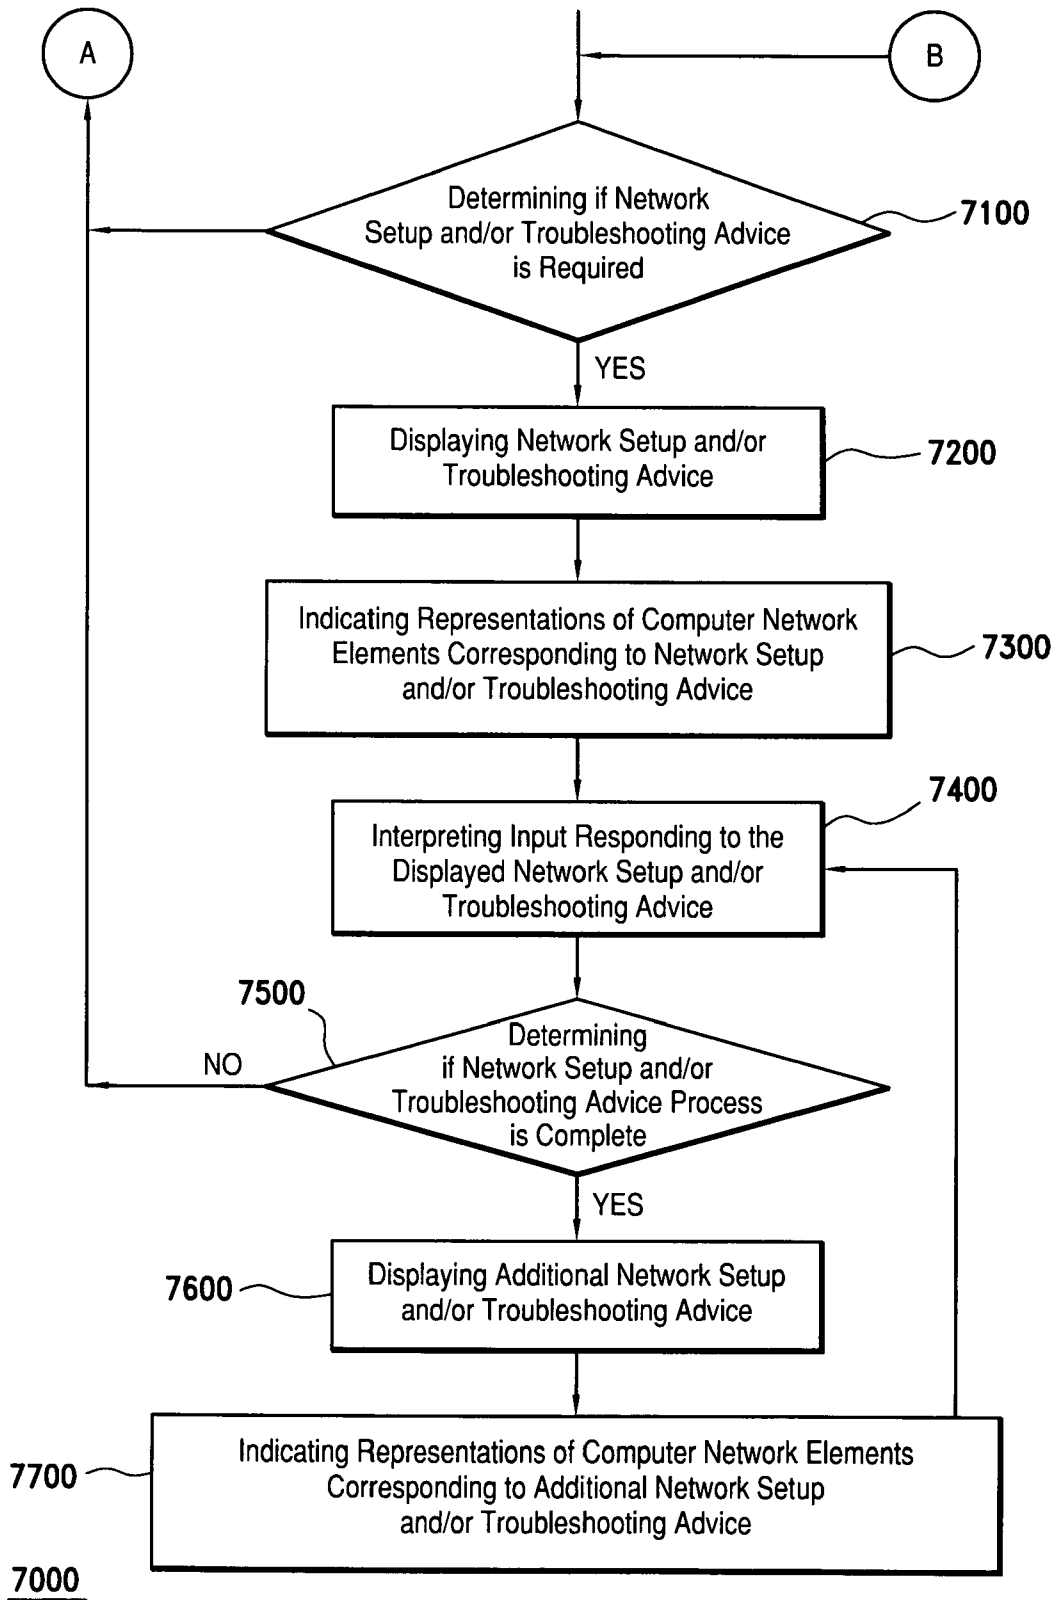 A
B
Determining if Network
Setup and/or Troubleshooting Advice
is Required
7100
YES
Displaying Network Setup and/or
Troubleshooting Advice
7200
Indicating Representations of Computer Network
Elements Corresponding to Network Setup
and/or Troubleshooting Advice
7300
7400
Interpreting Input Responding to the
Displayed Network Setup and/or
Troubleshooting Advice
7500
NO
Determining
if Network Setup and/or
Troubleshooting Advice Process
is Complete
YES
7600
Displaying Additional Network Setup
and/or Troubleshooting Advice
7700
Indicating Representations of Computer Network Elements
Corresponding to Additional Network Setup
and/or Troubleshooting Advice
7000